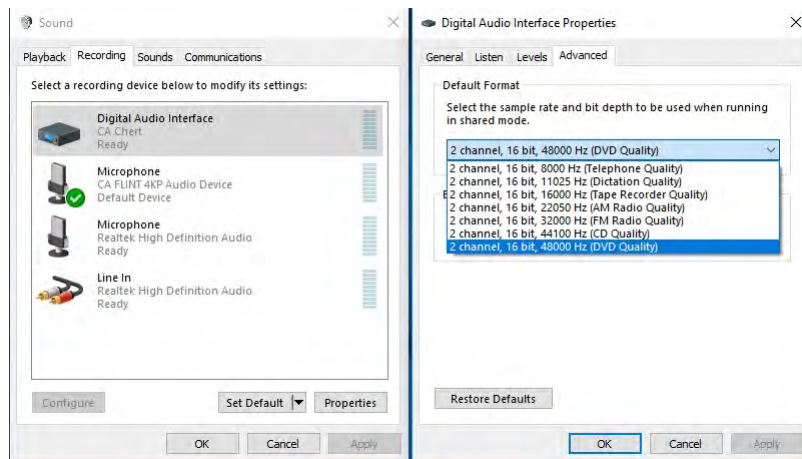 Sound
Playback Recording Sounds Communications
Select a recording device below to modify its settings:
Digital Audio Interface
CA Chert
Ready
Microphone
CA FLINT 4KP Audio Device
Default Device
Microphone
Realtek High Definition Audio
Ready
Line In
Realtek High Definition Audio
Ready
Configure Set Default Properties
OK Cancel Apply
Digital Audio Interface Properties
General Listen Levels Advanced
Default Format
Select the sample rate and bit depth to be used when running
in shared mode.
2 channel, 16 bit, 48000 Hz (DVD Quality)
2 channel, 16 bit, 8000 Hz (Telephone Quality)
2 channel, 16 bit, 11025 Hz (Dictation Quality)
2 channel, 16 bit, 16000 Hz (Tape Recorder Quality)
2 channel, 16 bit, 22050 Hz (AM Radio Quality)
2 channel, 16 bit, 32000 Hz (FM Radio Quality)
2 channel, 16 bit, 44100 Hz (CD Quality)
2 channel, 16 bit, 48000 Hz (DVD Quality)
Restore Defaults
OK Cancel Apply